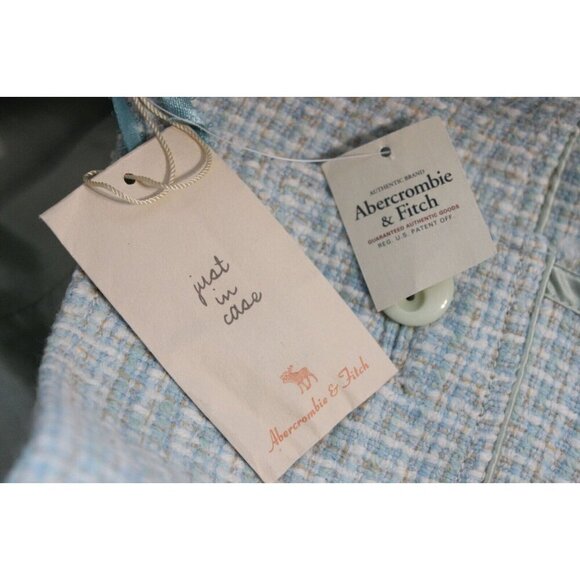 just
in
case
Abercrombie & Fitch
AUTHENTIC BRAND
Abercrombie
& Fitch
GUARANTEED AUTHENTIC GOODS
REG. U.S. PATENT OFF.